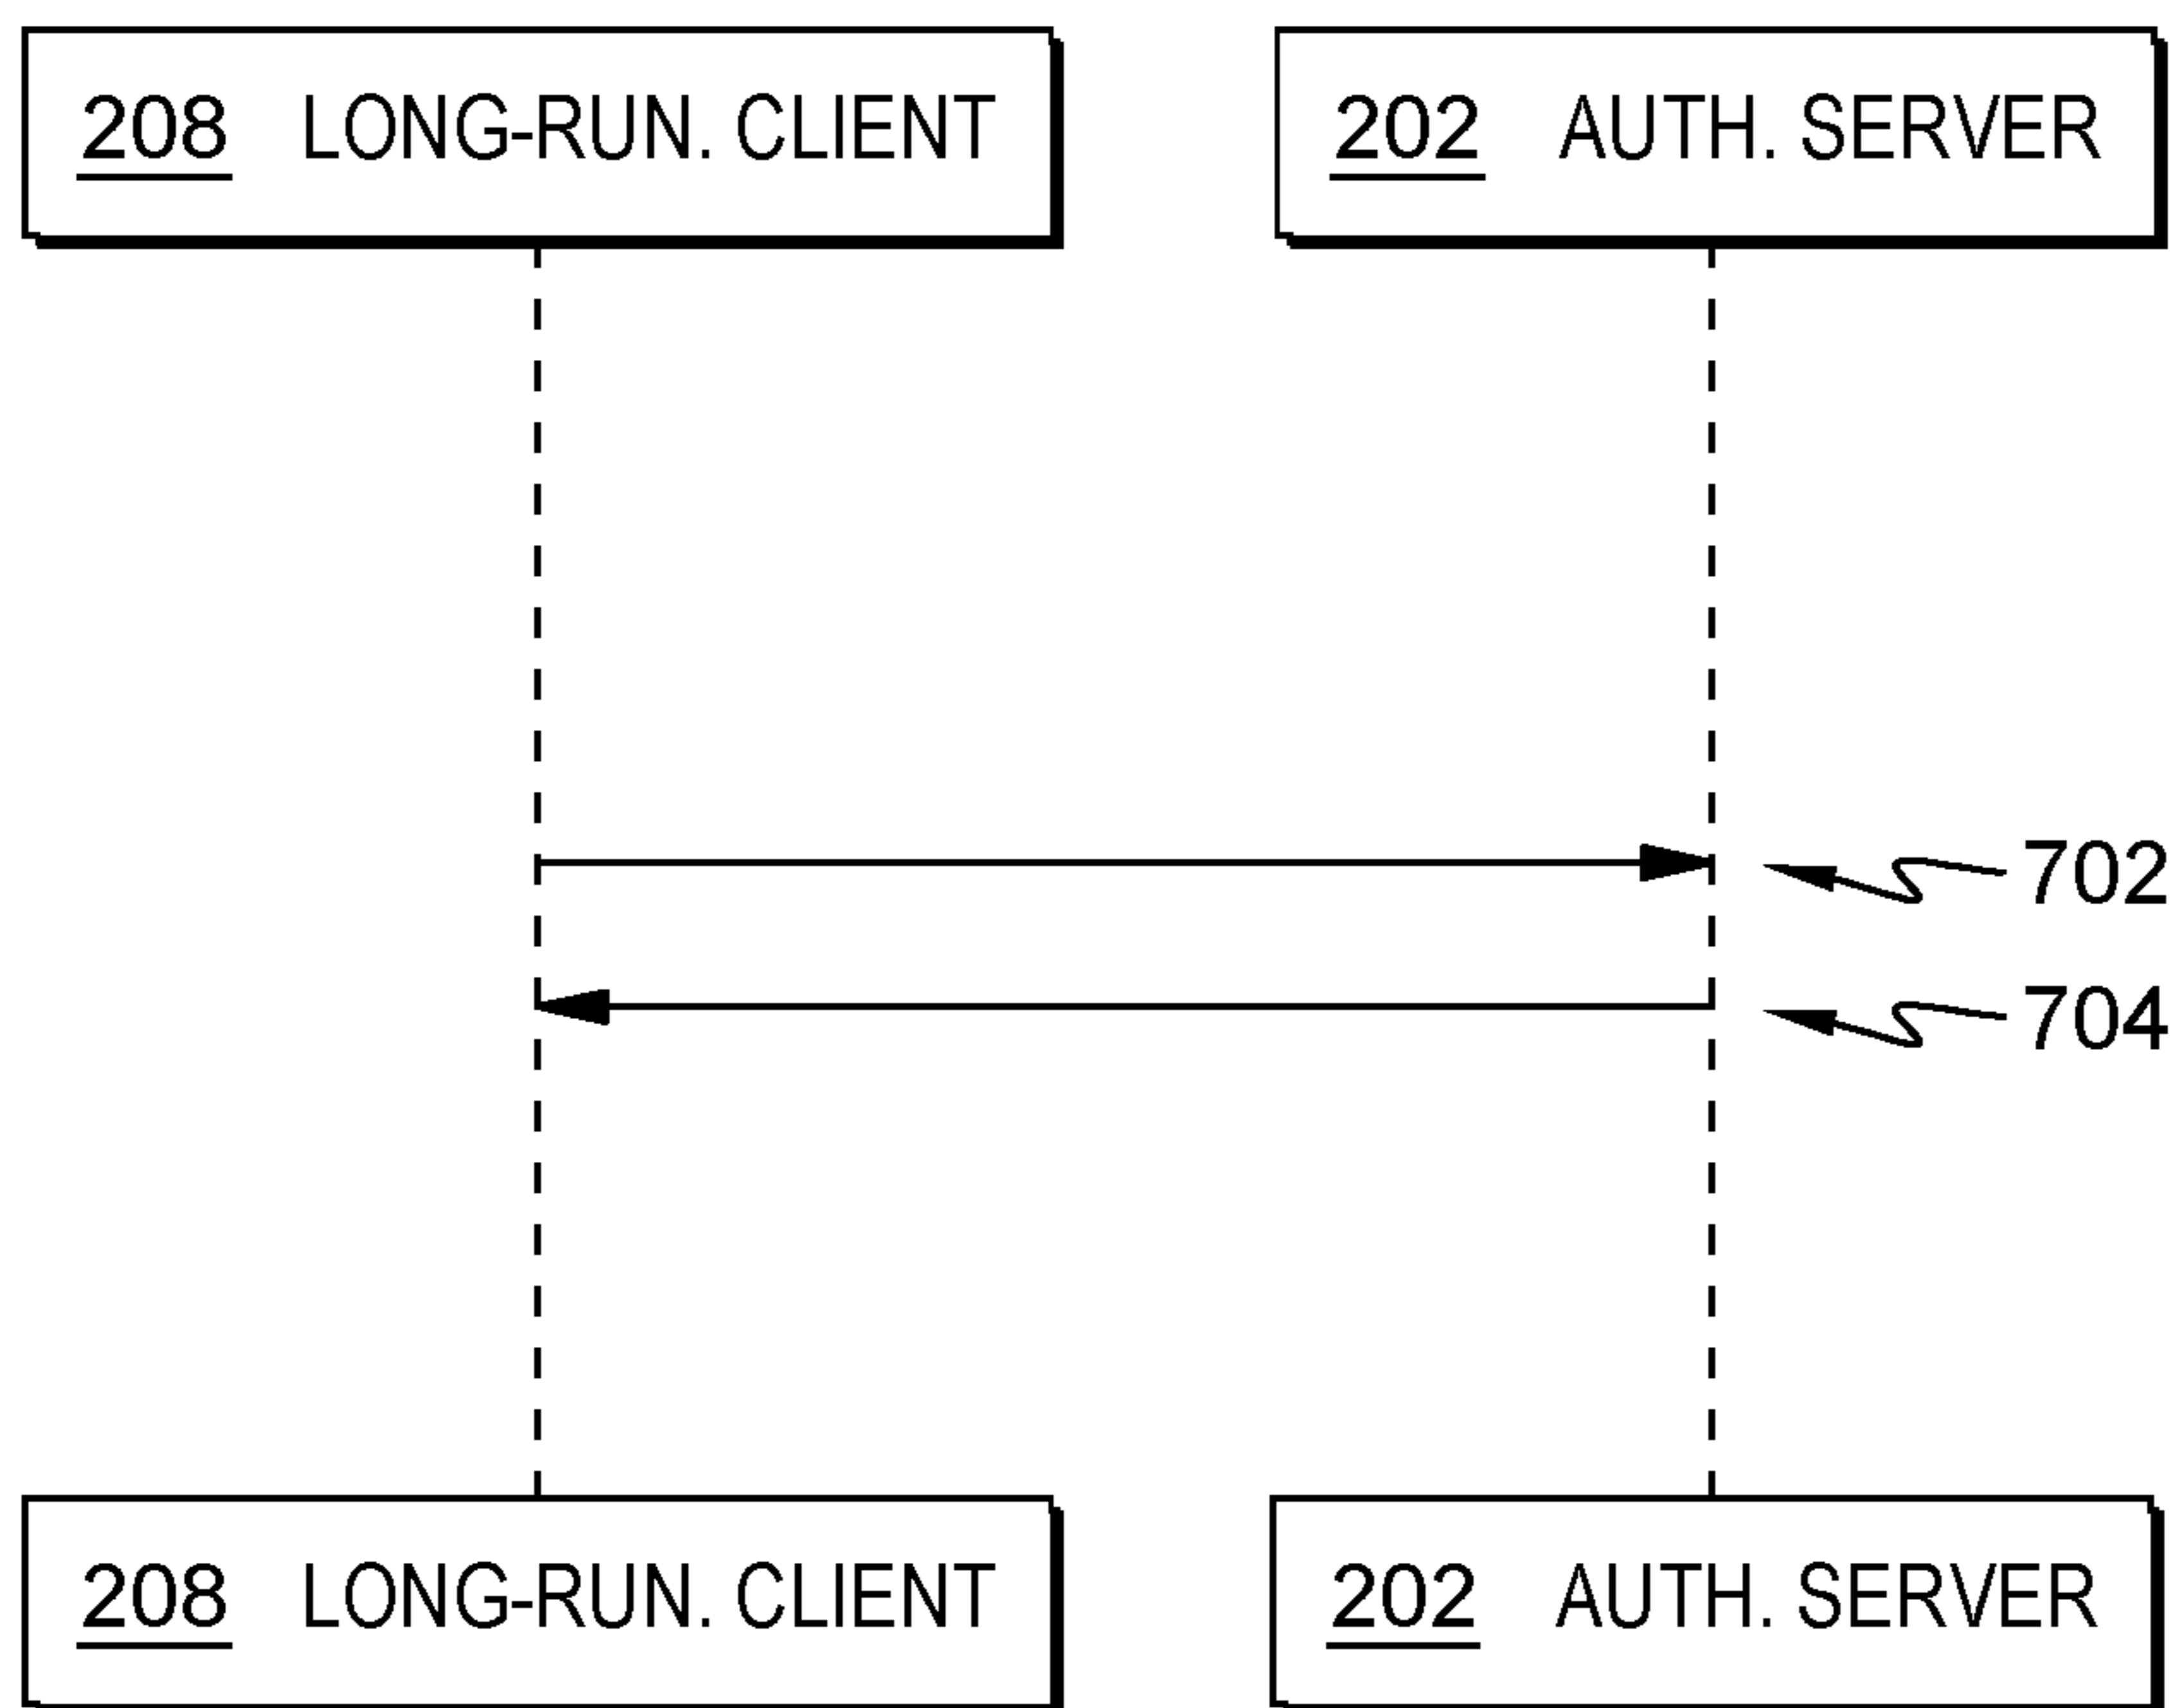 208 LONG-RUN. CLIENT
202 AUTH. SERVER
702
704
208 LONG-RUN. CLIENT
202 AUTH. SERVER